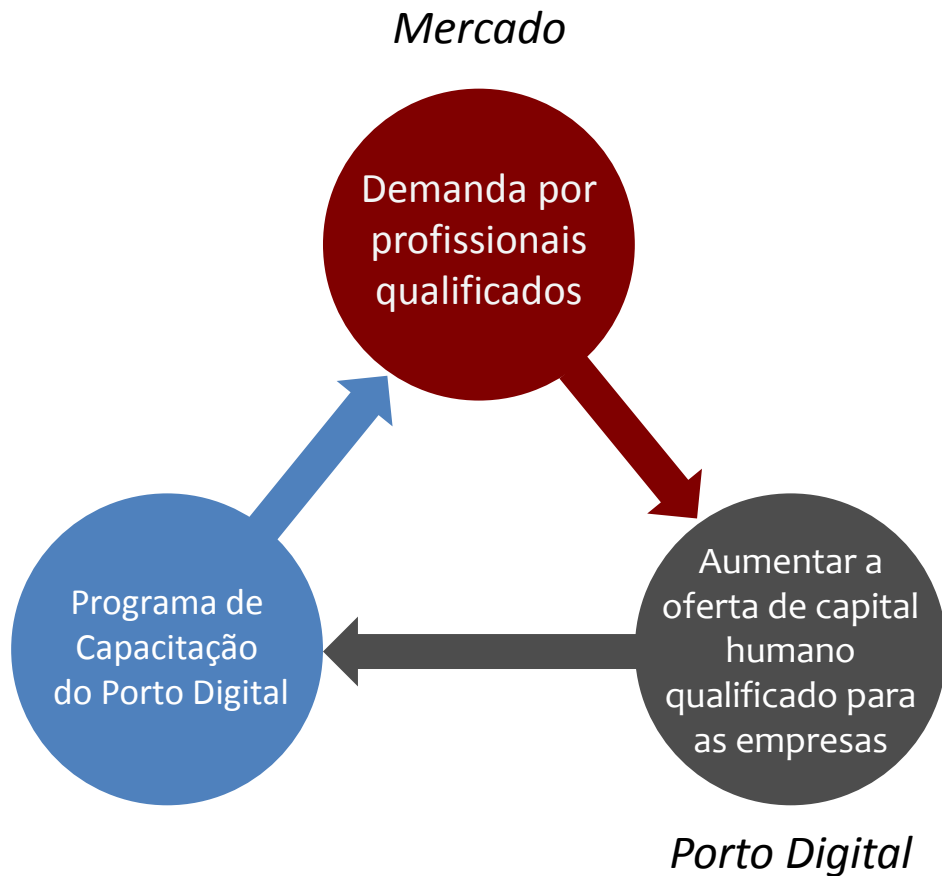 Mercado
Demanda por
profissionais
qualificados
Programa de
Capacitação
do Porto Digital
Aumentar a
oferta de capital
humano
qualificado para
as empresas
Porto Digital